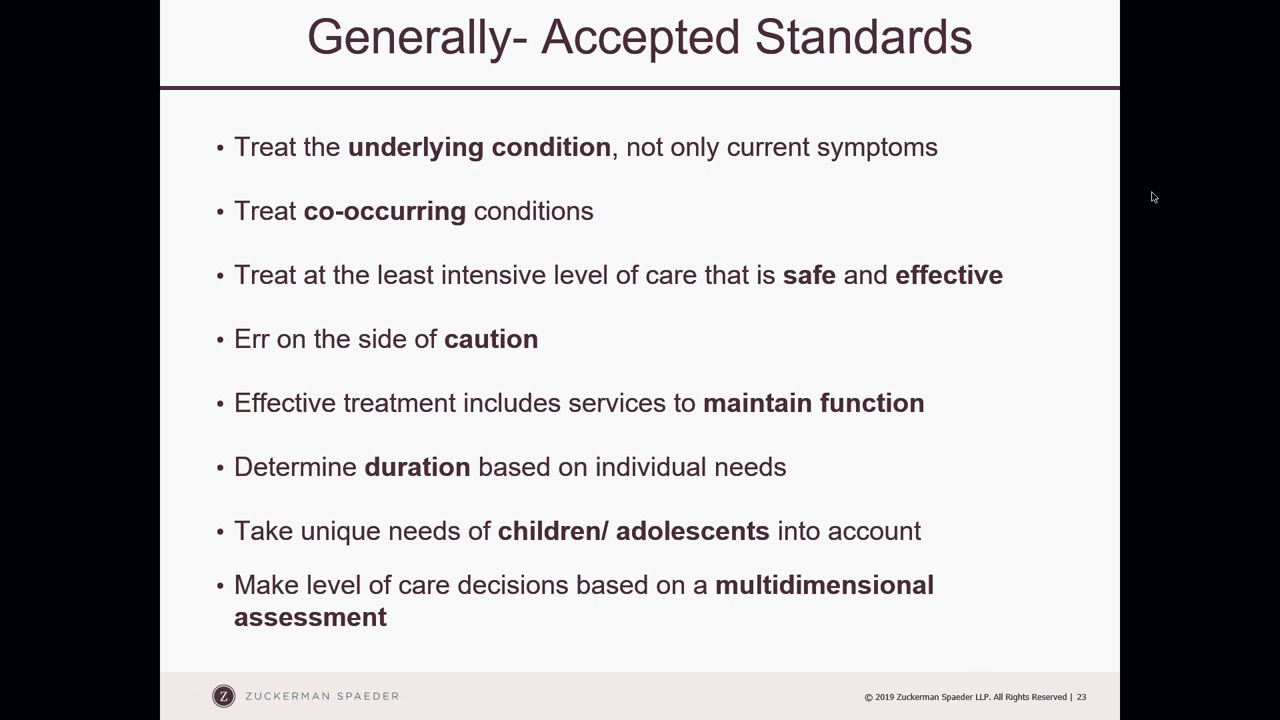 Generally- Accepted Standards
• Treat the underlying condition, not only current symptoms
• Treat co-occurring conditions
• Treat at the least intensive level of care that is safe and effective
• Err on the side of caution
• Effective treatment includes services to maintain function
• Determine duration based on individual needs
• Take unique needs of children/ adolescents into account
• Make level of care decisions based on a multidimensional
assessment
Z ZUCKERMAN SPAEDER
© 2019 Zuckerman Spaeder LLP. All Rights Reserved | 23